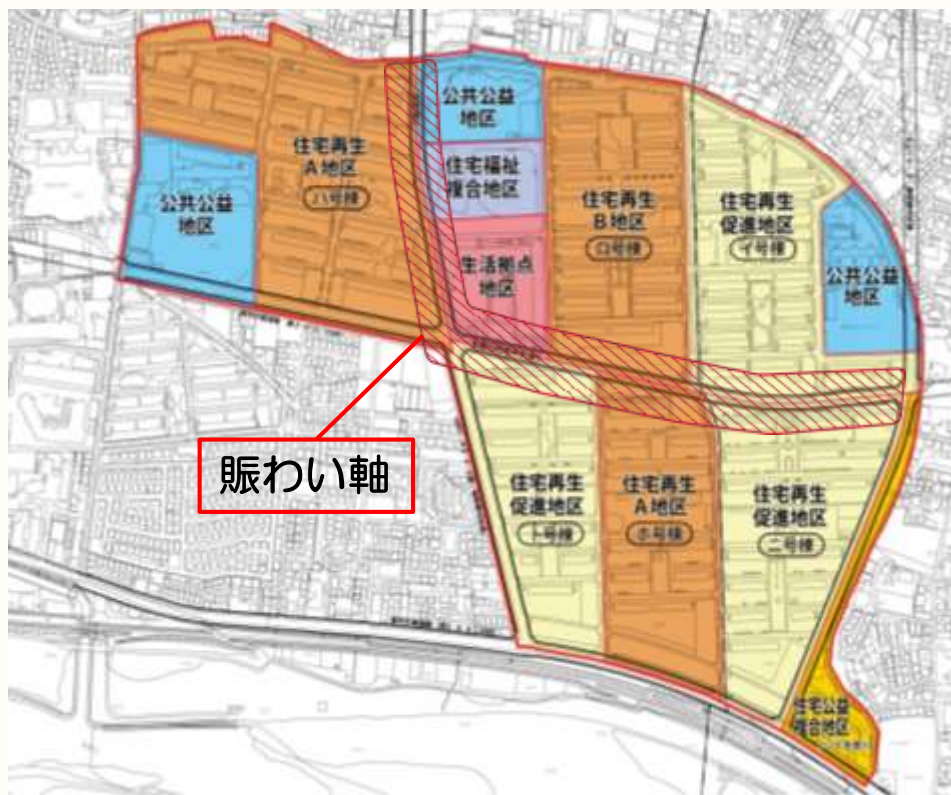 公共公益
地区
住宅再生
A地区
ハ号棟
公共公益
地区
住宅福祉
複合地区
生活拠点
地区
住宅再生
B地区
ロ号棟
住宅再生
促進地区
イ号棟
公共公益
地区
賑わい軸
住宅再生
促進地区
ト号棟
住宅再生
A地区
ホ号棟
住宅再生
促進地区
ニ号棟
住宅公益
複合地区